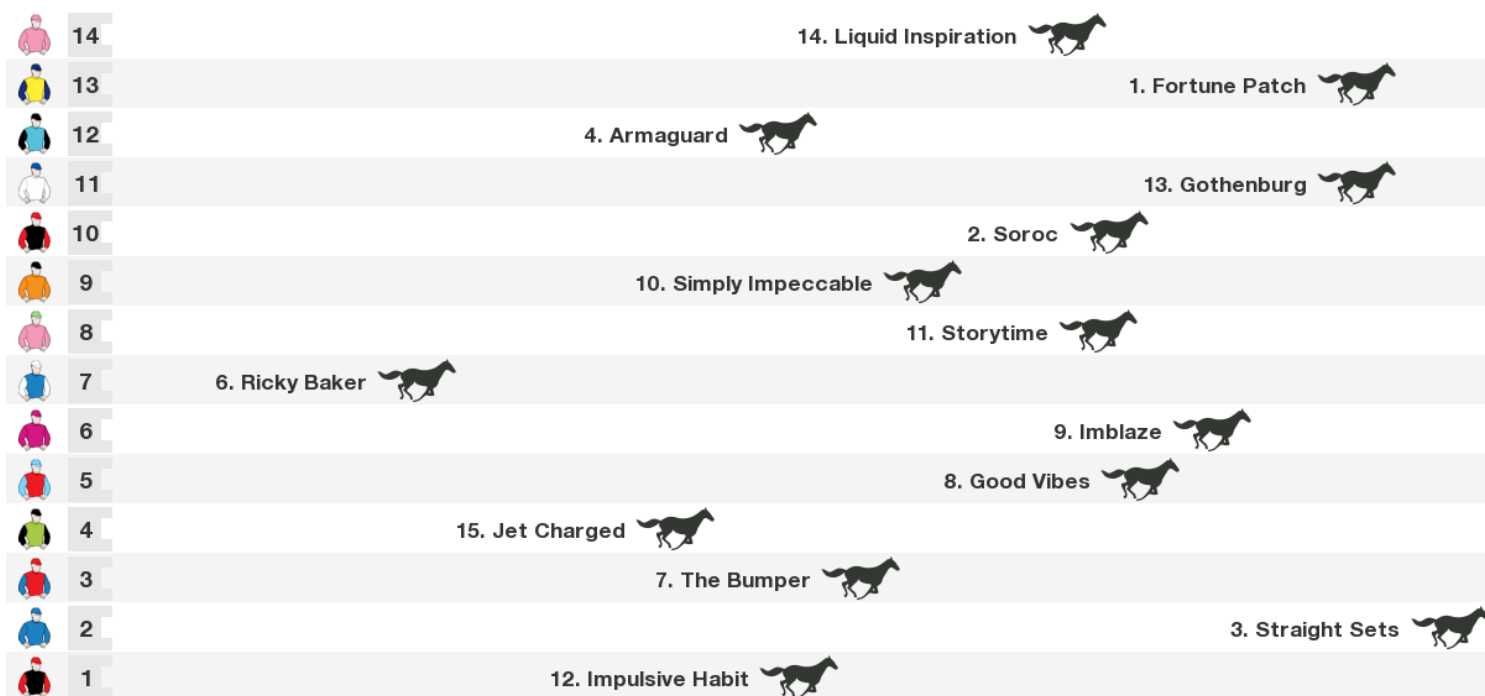 14 14. Liquid Inspiration
13 1. Fortune Patch
12 4. Armaguard
11 13. Gothenburg
10 2. Soroc
9 10. Simply Impeccable
8 11. Storytime
7 6. Ricky Baker
6 9. Imblaze
5 8. Good Vibes
4 15. Jet Charged
3 7. The Bumper
2 3. Straight Sets
1 12. Impulsive Habit